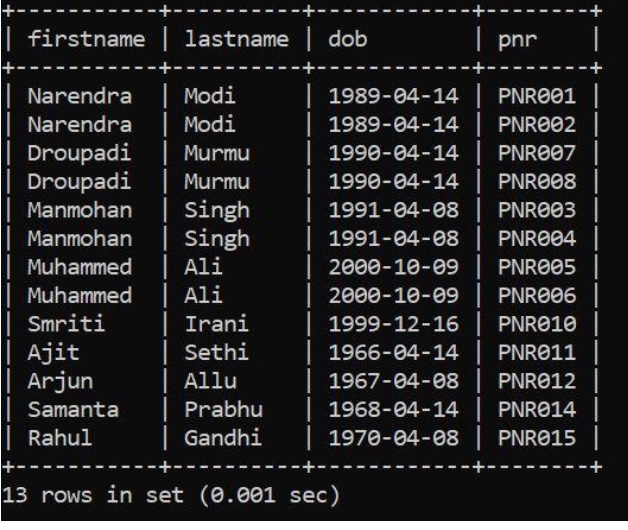 +-----------+----------+------------+--------+
| firstname | lastname | dob        | pnr    |
+-----------+----------+------------+--------+
| Narendra  | Modi     | 1989-04-14 | PNR001 |
| Narendra  | Modi     | 1989-04-14 | PNR002 |
| Droupadi  | Murmu    | 1990-04-14 | PNR007 |
| Droupadi  | Murmu    | 1990-04-14 | PNR008 |
| Manmohan  | Singh    | 1991-04-08 | PNR003 |
| Manmohan  | Singh    | 1991-04-08 | PNR004 |
| Muhammed  | Ali      | 2000-10-09 | PNR005 |
| Muhammed  | Ali      | 2000-10-09 | PNR006 |
| Smriti    | Irani    | 1999-12-16 | PNR010 |
| Ajit      | Sethi    | 1966-04-14 | PNR011 |
| Arjun     | Allu     | 1967-04-08 | PNR012 |
| Samanta   | Prabhu   | 1968-04-14 | PNR014 |
| Rahul     | Gandhi   | 1970-04-08 | PNR015 |
+-----------+----------+------------+--------+
13 rows in set (0.001 sec)